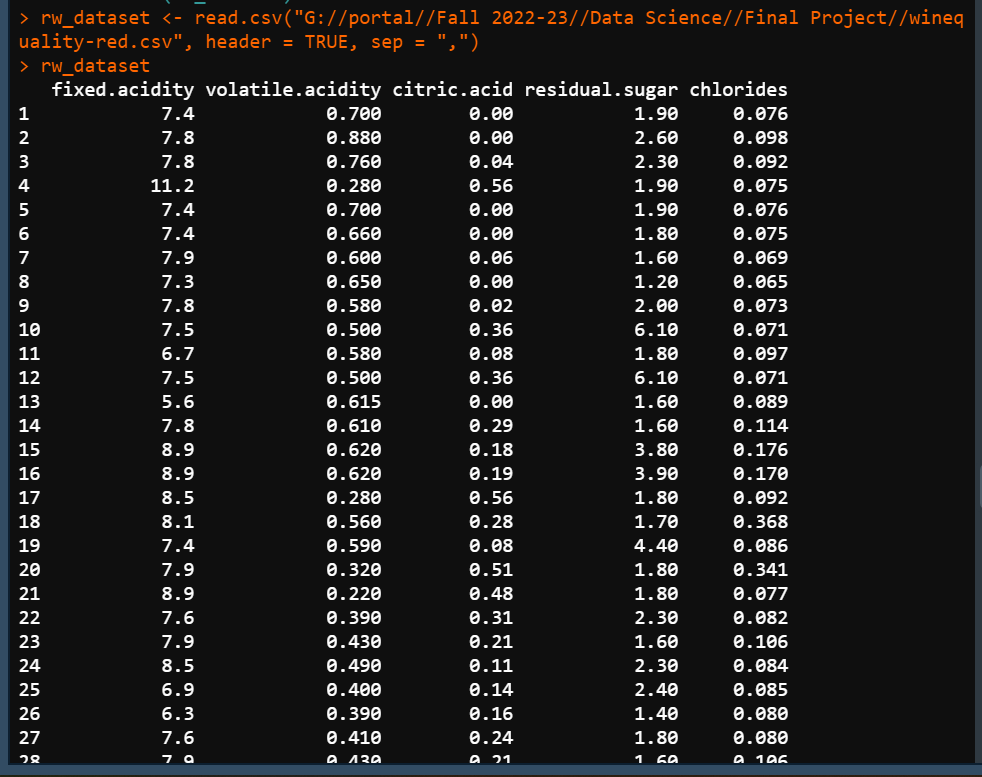 > rw_dataset <- read.csv("G://portal//Fall 2022-23//Data Science//Final Project//wineq
uality-red.csv", header = TRUE, sep = ",")
> rw_dataset
fixed.acidity volatile.acidity citric.acid residual.sugar chlorides
1 7.4 0.700 0.00 1.90 0.076
2 7.8 0.880 0.00 2.60 0.098
3 7.8 0.760 0.04 2.30 0.092
4 11.2 0.280 0.56 1.90 0.075
5 7.4 0.700 0.00 1.90 0.076
6 7.4 0.660 0.00 1.80 0.075
7 7.9 0.600 0.06 1.60 0.069
8 7.3 0.650 0.00 1.20 0.065
9 7.8 0.580 0.02 2.00 0.073
10 7.5 0.500 0.36 6.10 0.071
11 6.7 0.580 0.08 1.80 0.097
12 7.5 0.500 0.36 6.10 0.071
13 5.6 0.615 0.00 1.60 0.089
14 7.8 0.610 0.29 1.60 0.114
15 8.9 0.620 0.18 3.80 0.176
16 8.9 0.620 0.19 3.90 0.170
17 8.5 0.280 0.56 1.80 0.092
18 8.1 0.560 0.28 1.70 0.368
19 7.4 0.590 0.08 4.40 0.086
20 7.9 0.320 0.51 1.80 0.341
21 8.9 0.220 0.48 1.80 0.077
22 7.6 0.390 0.31 2.30 0.082
23 7.9 0.430 0.21 1.60 0.106
24 8.5 0.490 0.11 2.30 0.084
25 6.9 0.400 0.14 2.40 0.085
26 6.3 0.390 0.16 1.40 0.080
27 7.6 0.410 0.24 1.80 0.080
28 7.9 0.430 0.21 1.60 0.106